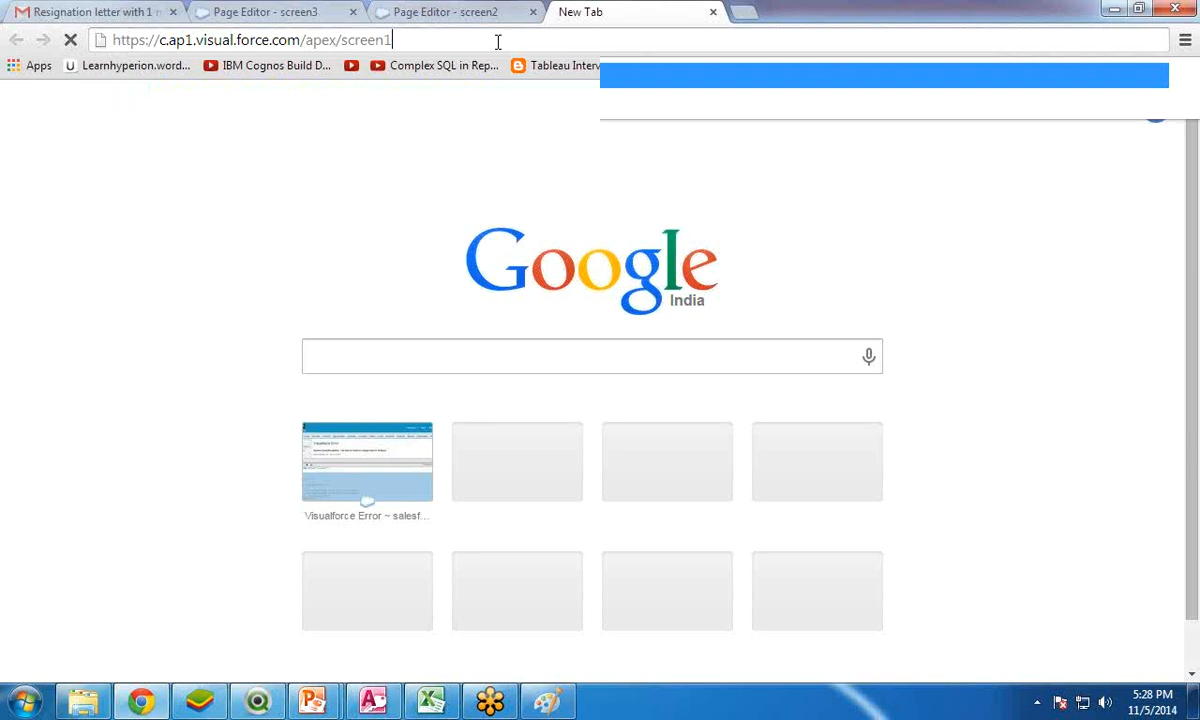 Resignation letter with 1 m
Page Editor - screen3
Page Editor - screen2
New Tab
https://c.ap1.visual.force.com/apex/screen1
Apps
Learnhyperion.word...
IBM Cognos Build D...
Complex SQL in Rep...
Tableau Interv
Google
India
Visualforce Error ~ salesf...
5:28 PM
11/5/2014